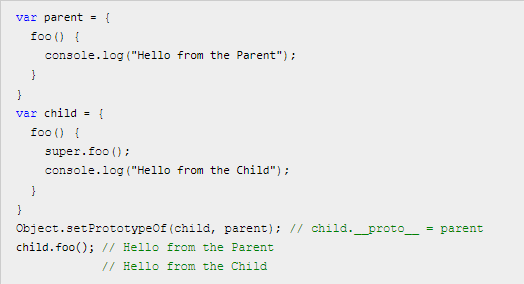 var parent = {
  foo() {
    console.log("Hello from the Parent");
  }
}
var child = {
  foo() {
    super.foo();
    console.log("Hello from the Child");
  }
}
Object.setPrototypeOf(child, parent); // child.__proto__ = parent
child.foo(); // Hello from the Parent
            // Hello from the Child